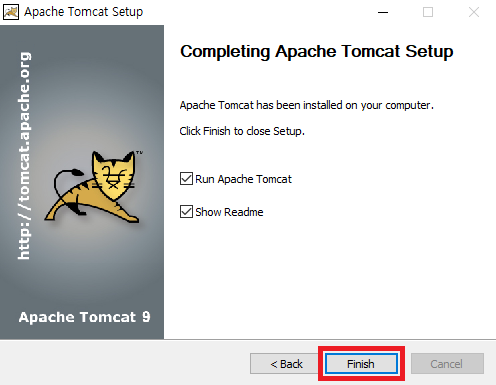 Apache Tomcat Setup
http://tomcat.apache.org
TM
Apache Tomcat 9
Completing Apache Tomcat Setup
Apache Tomcat has been installed on your computer.
Click Finish to close Setup.
Run Apache Tomcat
Show Readme
< Back
Finish
Cancel